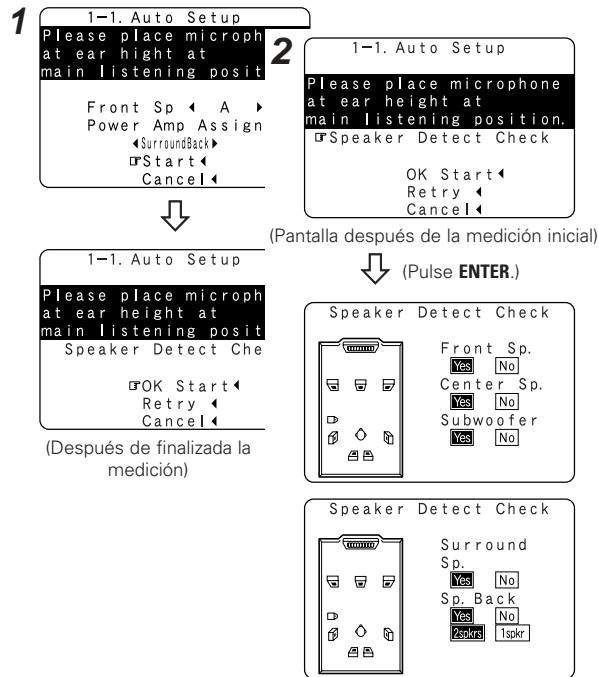 1
1-1. Auto Setup
Please place microph
at ear hight at
main listening posit
Front Sp ◀ A ▶
Power Amp Assign
◀SurroundBack▶
☞Start◀
Cancel◀
1-1. Auto Setup
Please place microph
at ear height at
main listening posit
Speaker Detect Che
☞OK Start◀
Retry ◀
Cancel◀
(Después de finalizada la
medición)
2
1-1. Auto Setup
Please place microphone
at ear height at
main listening position.
☞Speaker Detect Check
OK Start◀
Retry ◀
Cancel◀
(Pantalla después de la medición inicial)
(Pulse ENTER.)
Speaker Detect Check
Front Sp.
Yes No
Center Sp.
Yes No
Subwoofer
Yes No
Speaker Detect Check
Surround
Sp.
Yes No
Sp. Back
Yes No
2spkrs 1spkr